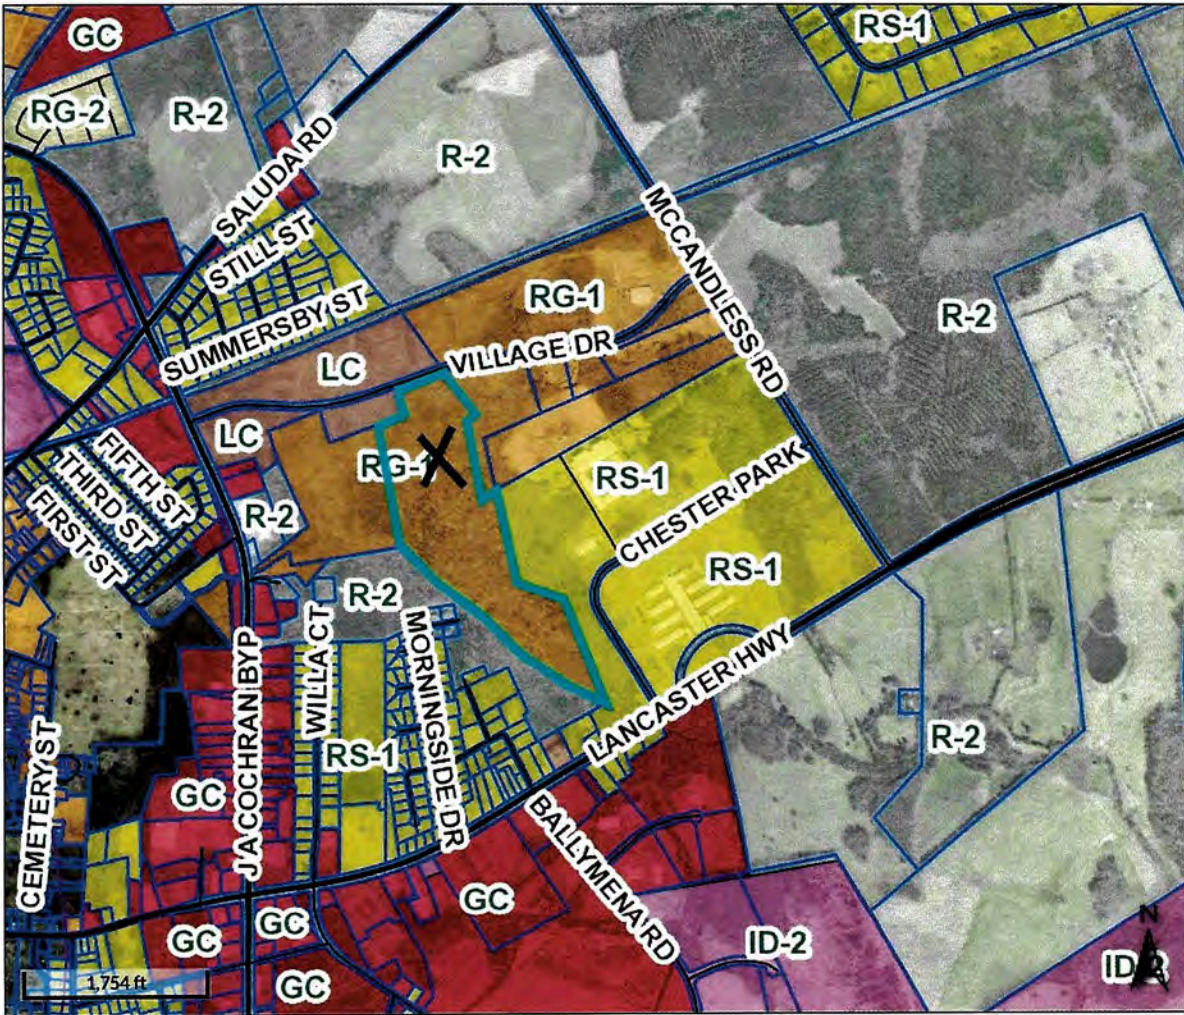 GC
RS-1
RG-2
R-2
SALUDA RD
R-2
STILL ST
MCCANDLESS RD
SUMMERSBY ST
RG-1
R-2
VILLAGE DR
LC
LC
FIFTH ST
THIRD ST
FIRST ST
RG-1
X
RS-1
CHESTER PARK
R-2
RS-1
R-2
WILLA CT
MORNINGSIDE DR
LANCASTER HWY
JA COCHRAN BYP
RS-1
R-2
CEMETERY ST
GC
BALLYMENA RD
GC
GC
GC
GC
ID-2
N
ID-2
1,754 ft